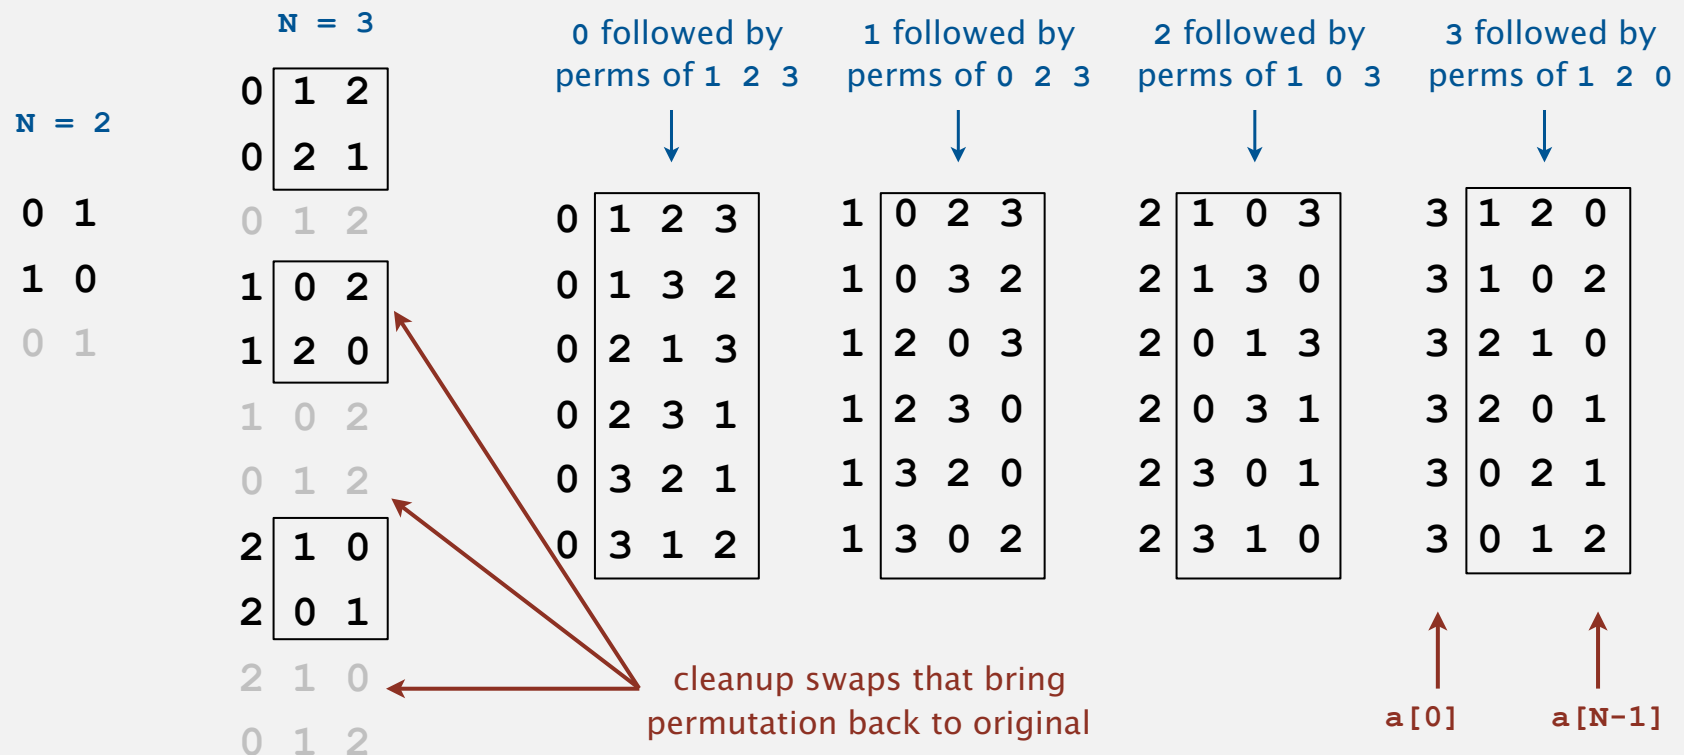 N = 2
0 1
1 0
0 1
N = 3
0 1 2
0 2 1
0 1 2
1 0 2
1 2 0
1 0 2
0 1 2
2 1 0
2 0 1
2 1 0
0 1 2
0 followed by
perms of 1 2 3
0 1 2 3
0 1 3 2
0 2 1 3
0 2 3 1
0 3 2 1
0 3 1 2
1 followed by
perms of 0 2 3
1 0 2 3
1 0 3 2
1 2 0 3
1 2 3 0
1 3 2 0
1 3 0 2
2 followed by
perms of 1 0 3
2 1 0 3
2 1 3 0
2 0 1 3
2 0 3 1
2 3 0 1
2 3 1 0
3 followed by
perms of 1 2 0
3 1 2 0
3 1 0 2
3 2 1 0
3 2 0 1
3 0 2 1
3 0 1 2
cleanup swaps that bring
permutation back to original
a[0]
a[N-1]